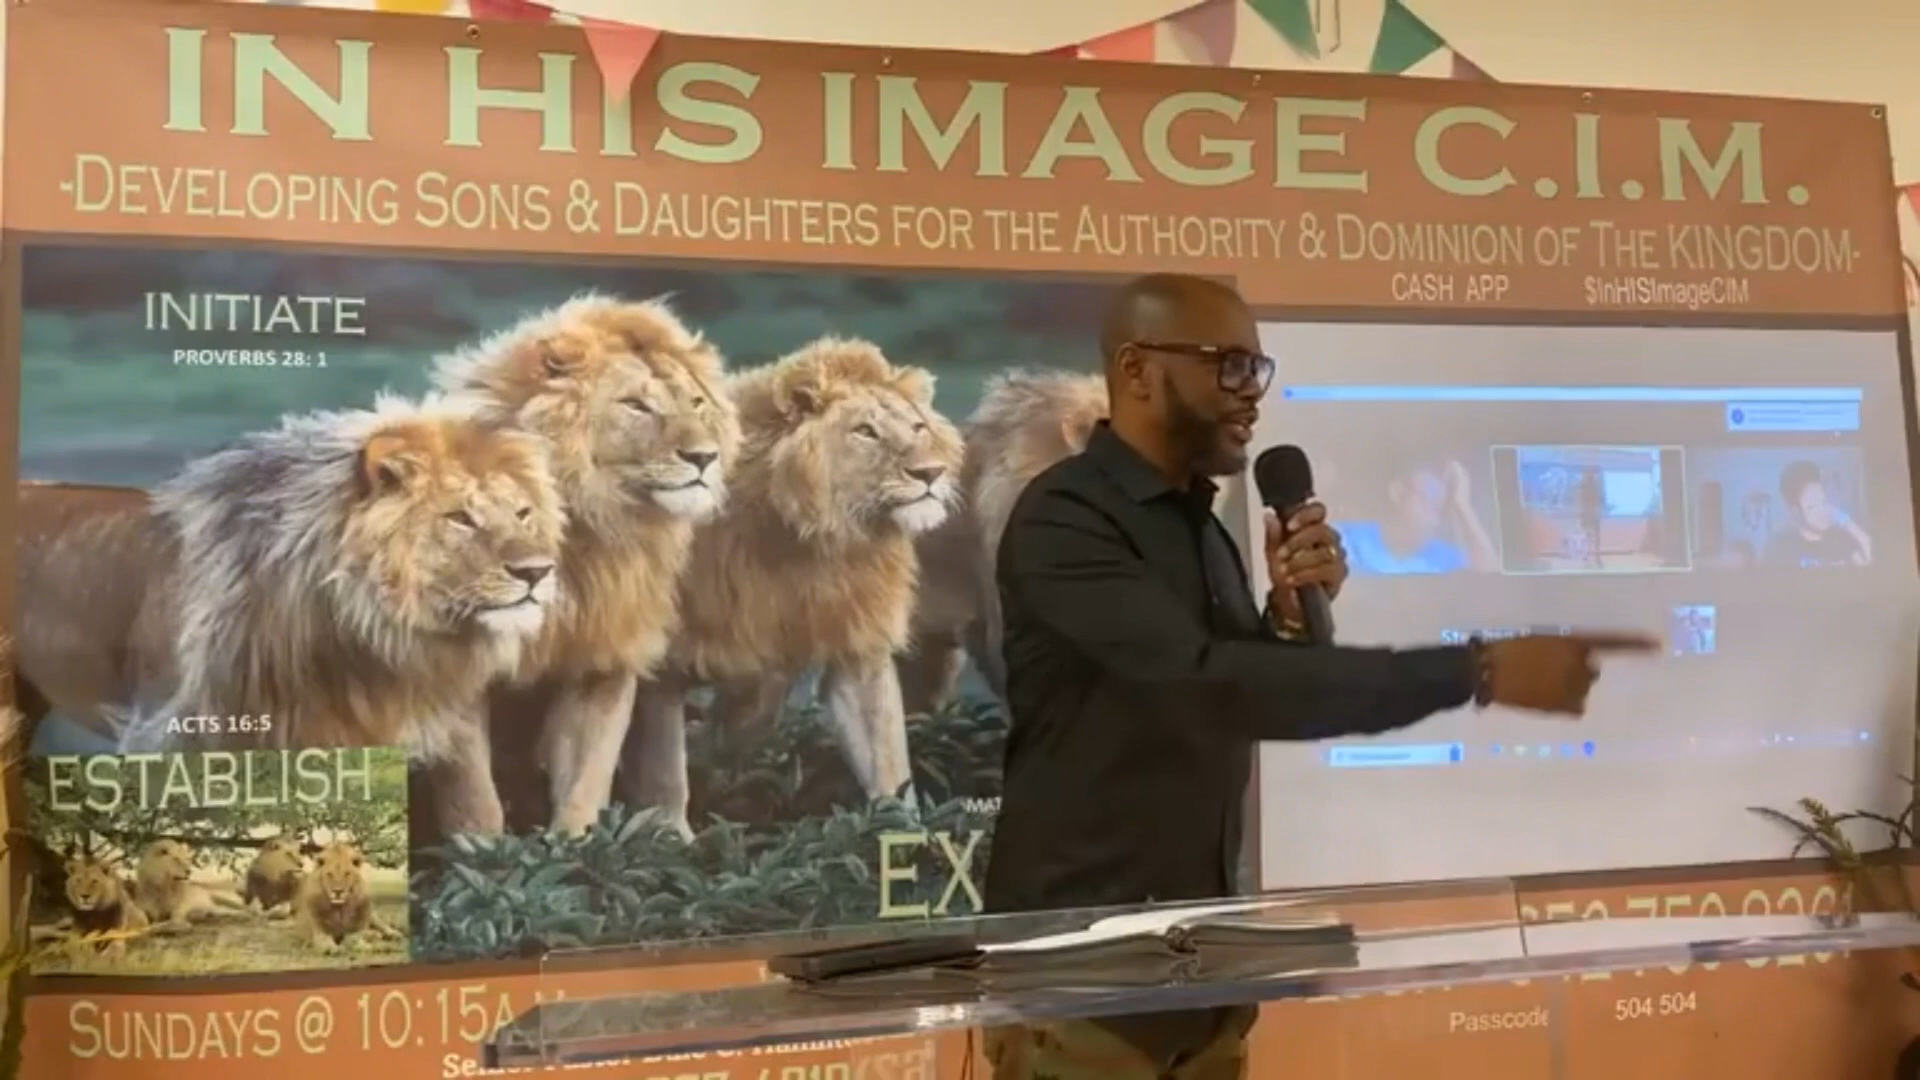 IN HIS IMAGE C.I.M.
-DEVELOPING SONS & DAUGHTERS FOR THE AUTHORITY & DOMINION OF THE KINGDOM-
CASH APP $InHISImageCIM
INITIATE
PROVERBS 28: 1
ACTS 16:5
ESTABLISH
EX
SUNDAYS @ 10:15A
Passcode 504 504